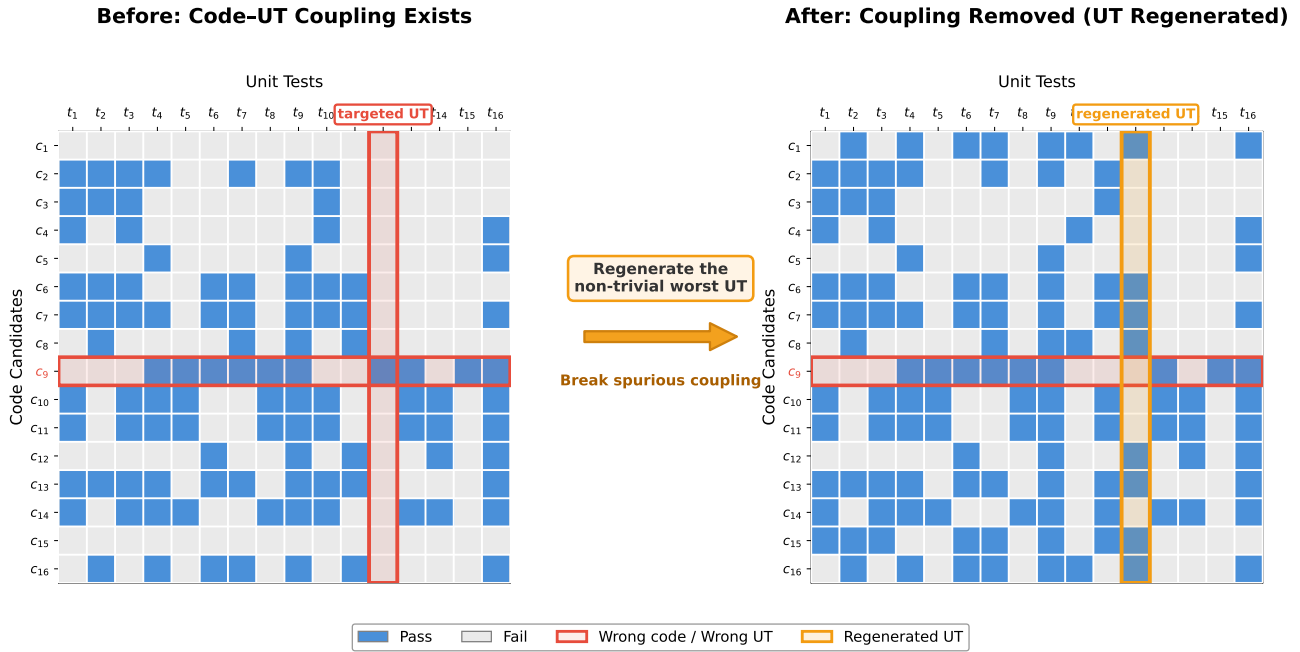 Before: Code–UT Coupling Exists
After: Coupling Removed (UT Regenerated)
Unit Tests
t1 t2 t3 t4 t5 t6 t7 t8 t9 t10 targeted UT t14 t15 t16
Code Candidates
c1
c2
c3
c4
c5
c6
c7
c8
c9
c10
c11
c12
c13
c14
c15
c16
Regenerate the
non-trivial worst UT
Break spurious coupling
Unit Tests
t1 t2 t3 t4 t5 t6 t7 t8 t9 regenerated UT t15 t16
Code Candidates
c1
c2
c3
c4
c5
c6
c7
c8
c9
c10
c11
c12
c13
c14
c15
c16
Pass Fail Wrong code / Wrong UT Regenerated UT